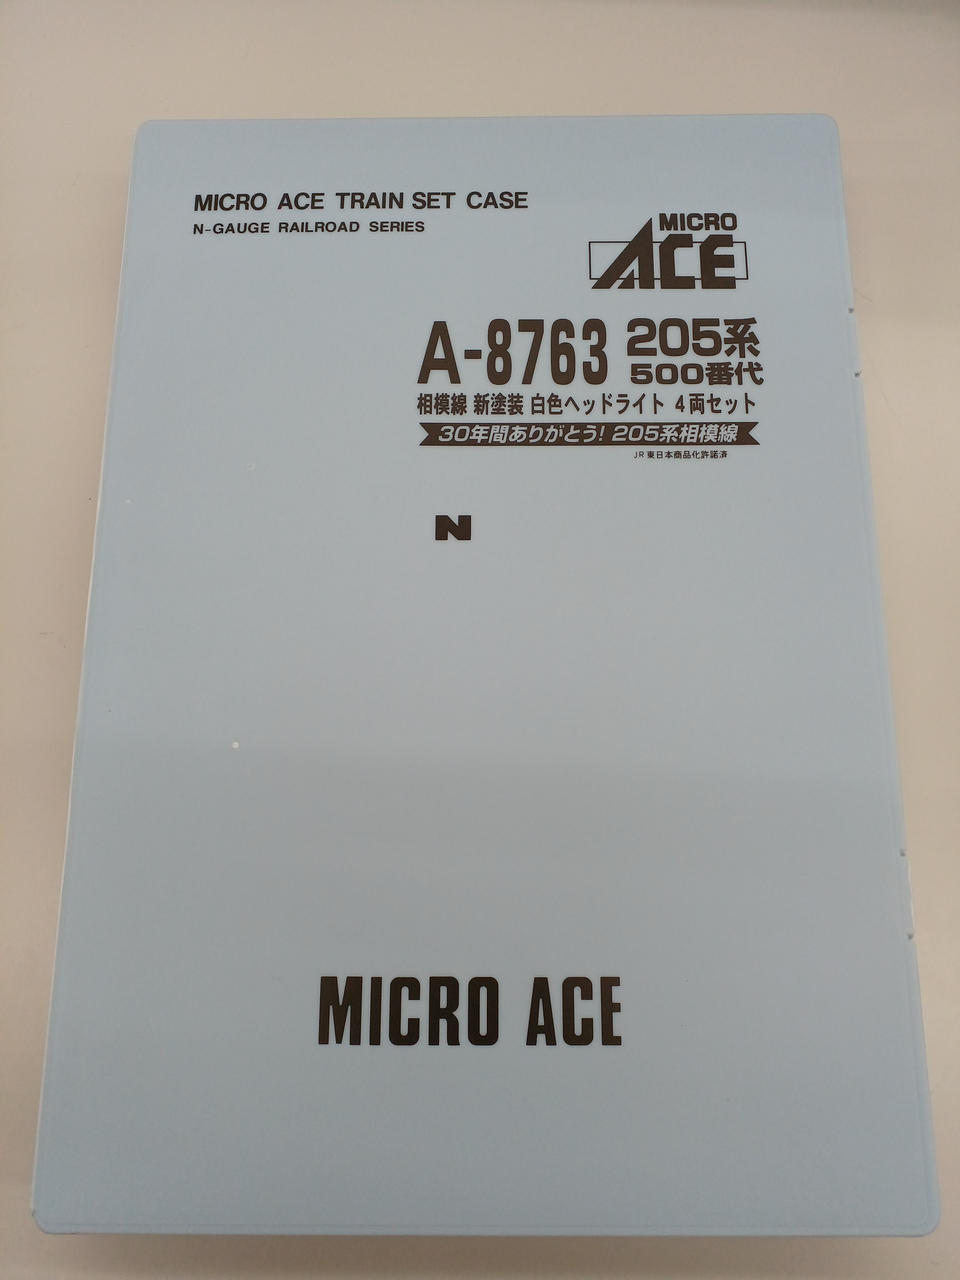 MICRO ACE TRAIN SET CASE
N-GAUGE RAILROAD SERIES
MICRO
ACE
A-8763 205系
500番代
相模線 新塗装 白色ヘッドライト 4両セット
30年間ありがとう! 205系相模線
JR東日本商品化許諾済
N
MICRO ACE